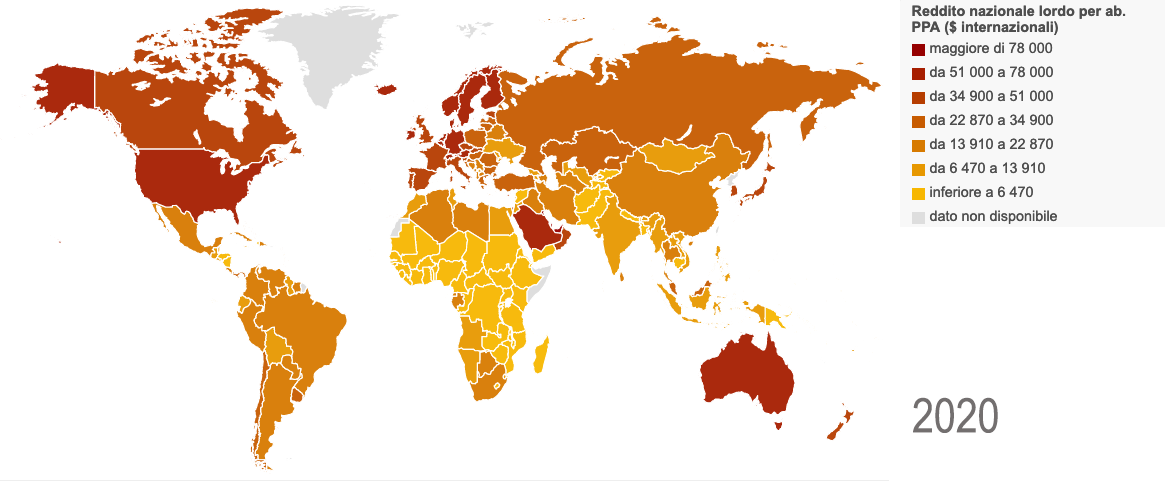 Reddito nazionale lordo per ab.
PPA ($ internazionali)
maggiore di 78 000
da 51 000 a 78 000
da 34 900 a 51 000
da 22 870 a 34 900
da 13 910 a 22 870
da 6 470 a 13 910
inferiore a 6 470
dato non disponibile
2020